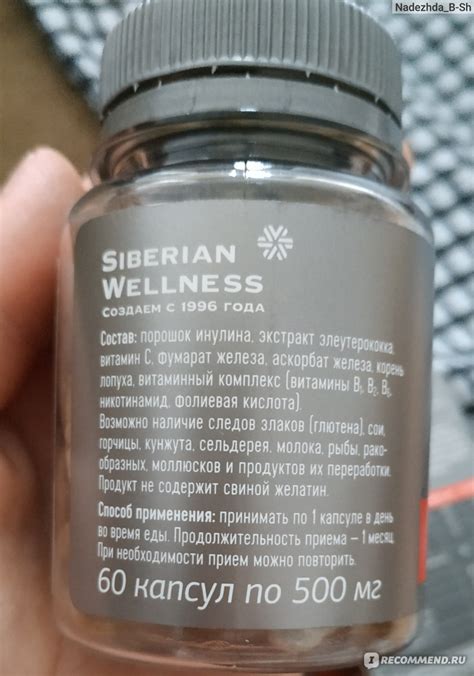 Nadezhda_B-Sh
SIBERIAN
WELLNESS
СОЗДАЕМ С 1996 ГОДА
Состав: порошок инулина, экстракт элеутерококка,
витамин С, фумарат железа, аскорбат железа, корень
лопуха, витаминный комплекс (витамины B₁, B₂, B₆,
никотинамид, фолиевая кислота).
Возможно наличие следов злаков (глютена), сои,
горчицы, кунжута, сельдерея, молока, рыбы, рако-
образных, моллюсков и продуктов их переработки.
Продукт не содержит свиной желатин.
Способ применения: принимать по 1 капсуле в день
во время еды. Продолжительность приема – 1 месяц.
При необходимости прием можно повторить.
60 капсул по 500 мг
I RECOMMEND.RU